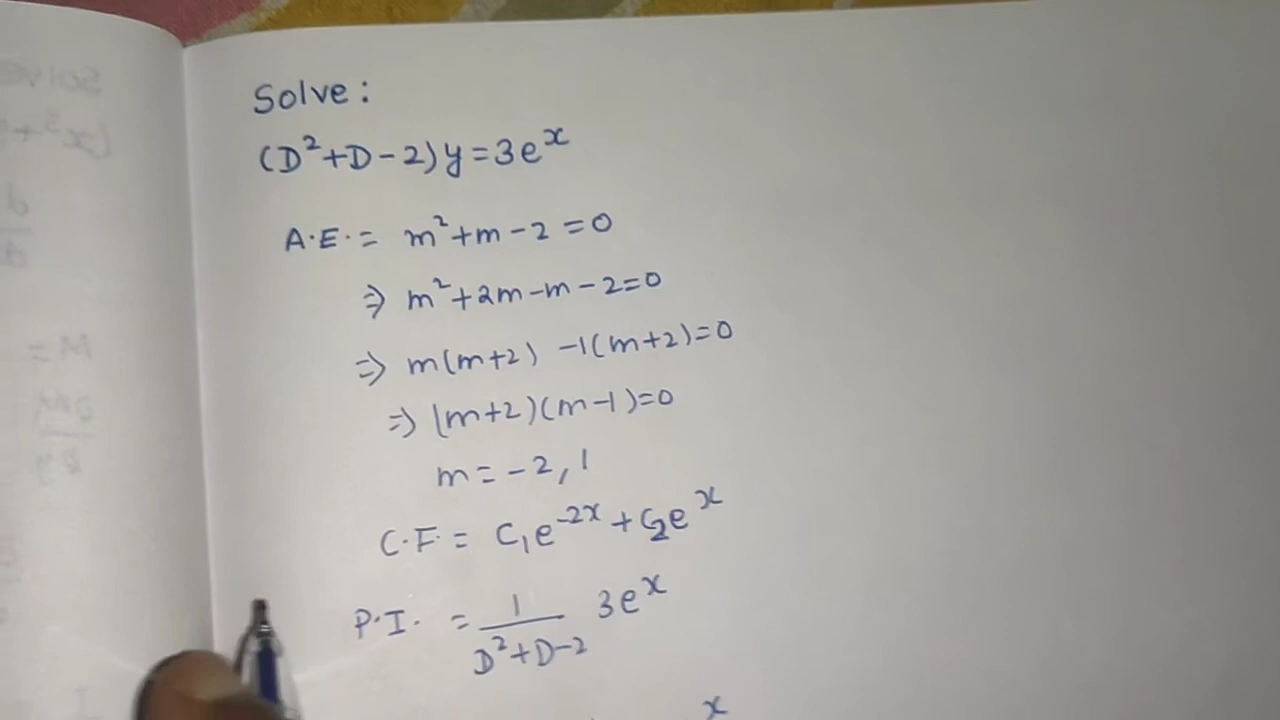 Solve:
(D²+D-2)y=3eˣ
A.E. = m²+m-2=0
⇒ m²+2m-m-2=0
⇒ m(m+2) -1(m+2)=0
⇒ (m+2)(m-1)=0
m=-2,1
C.F. = C₁e⁻²ˣ+C₂eˣ
P.I. = 1/(D²+D-2) 3eˣ
x